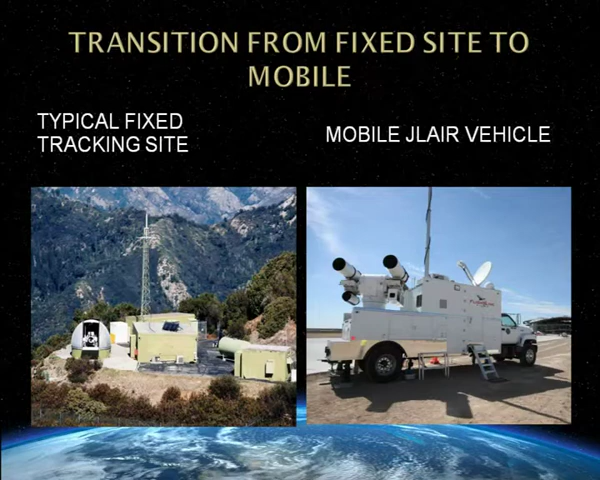 TRANSITION FROM FIXED SITE TO
MOBILE
TYPICAL FIXED
TRACKING SITE
MOBILE JLAIR VEHICLE